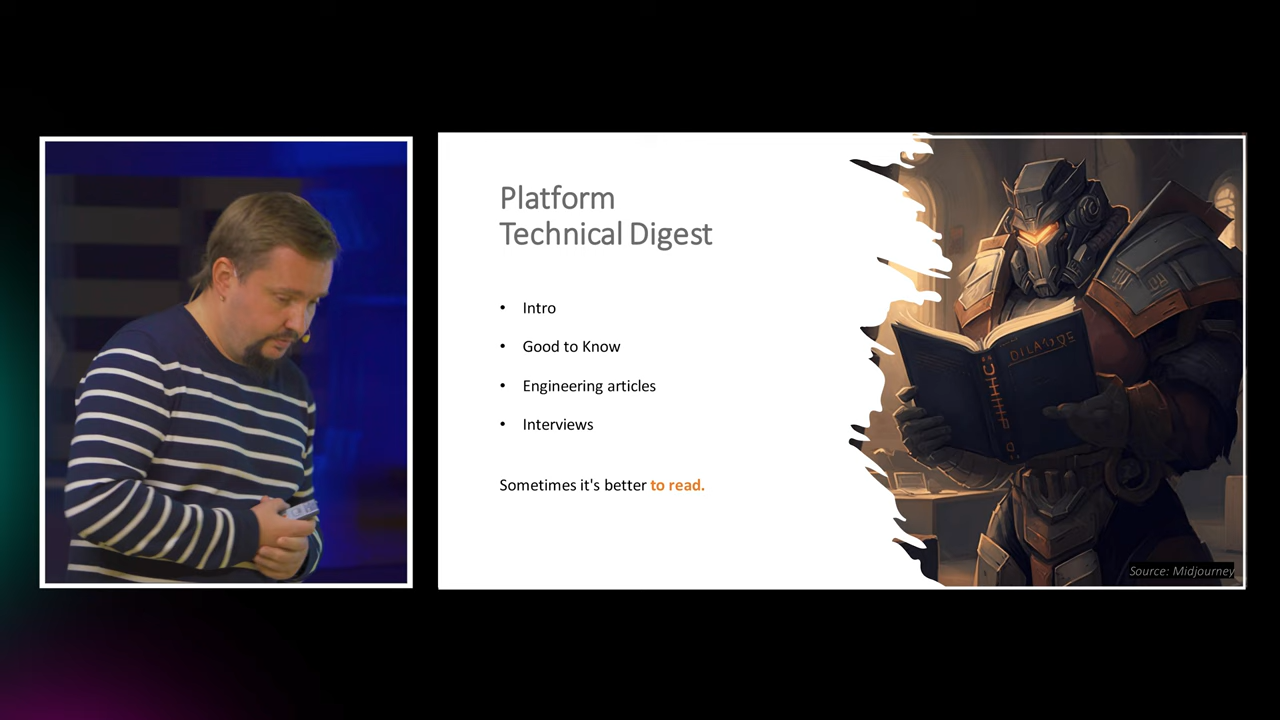 Platform
Technical Digest
• Intro
• Good to Know
• Engineering articles
• Interviews
Sometimes it's better to read.
Source: Midjourney